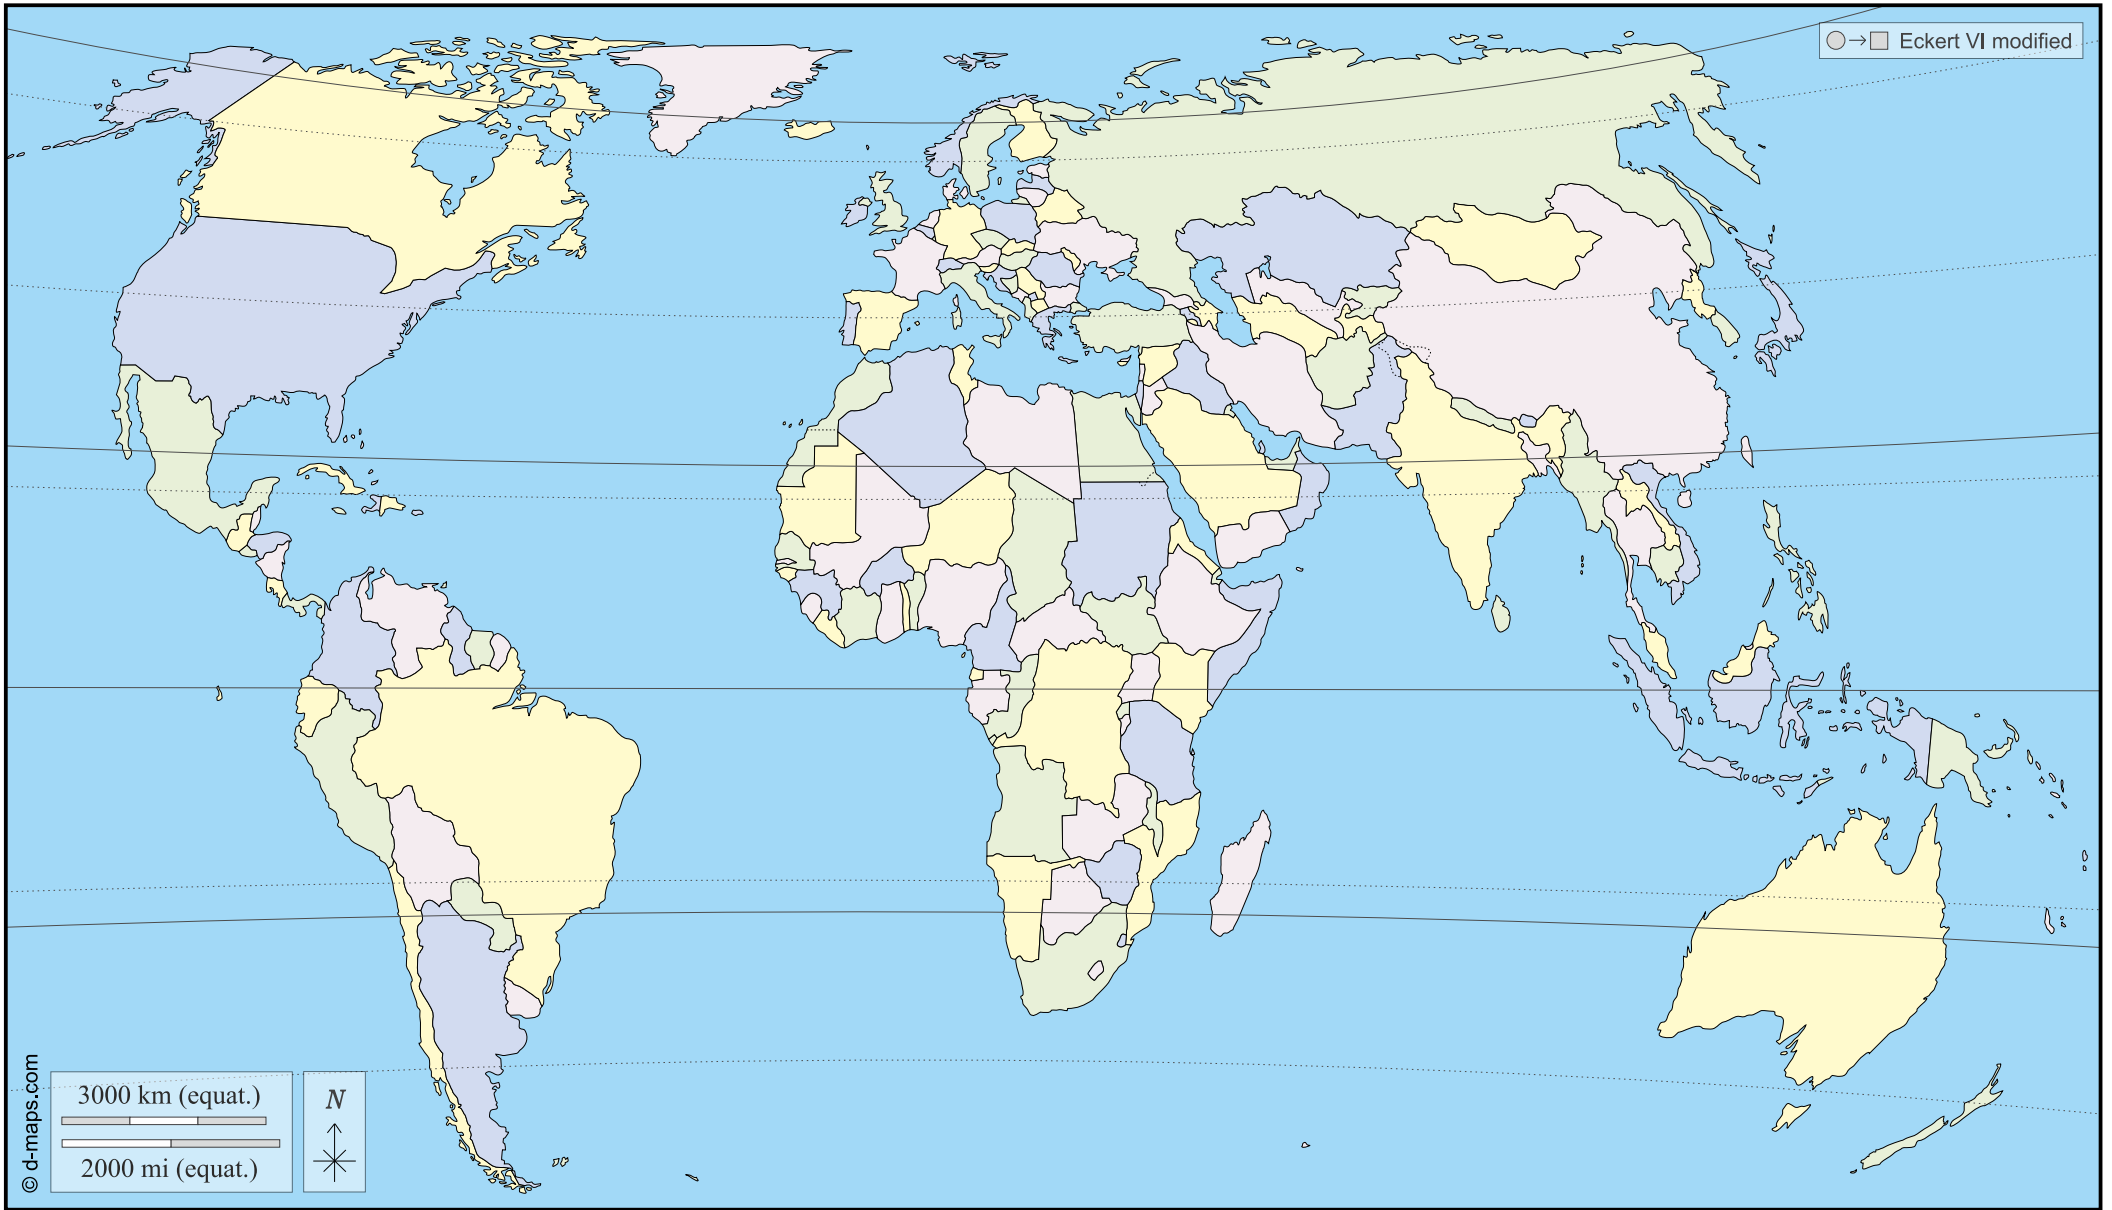 → Eckert VI modified
3000 km (equat.)
2000 mi (equat.)
N
© d-maps.com